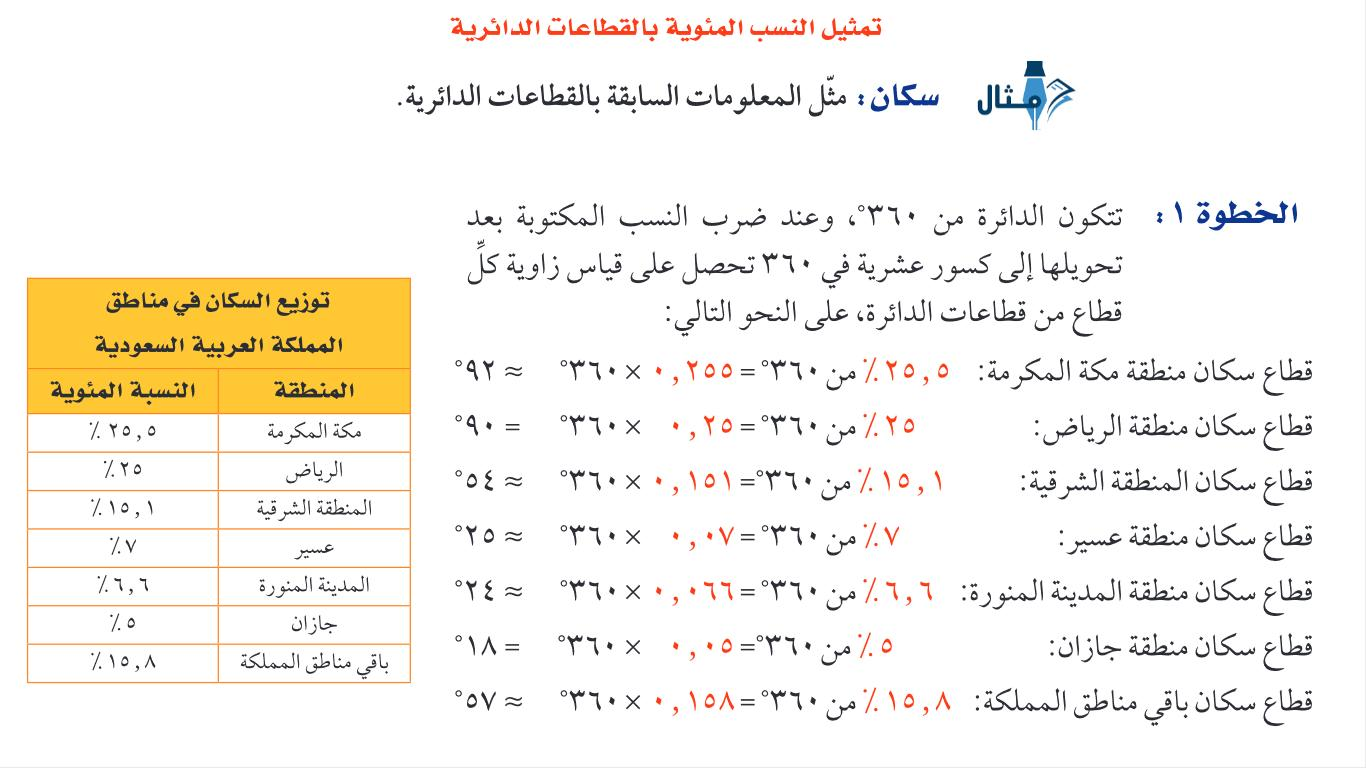 تمثيل النسب المئوية بالقطاعات الدائرية
مثال
سكان: مثّل المعلومات السابقة بالقطاعات الدائرية.
الخطوة ١: تتكون الدائرة من ٣٦٠°، وعند ضرب النسب المكتوبة بعد
تحويلها إلى كسور عشرية في ٣٦٠ تحصل على قياس زاوية كلِّ
قطاع من قطاعات الدائرة، على النحو التالي:
قطاع سكان منطقة مكة المكرمة: ٢٥,٥٪ من ٣٦٠° = ٠,٢٥٥ × ٣٦٠° ≈ ٩٢°
قطاع سكان منطقة الرياض: ٢٥٪ من ٣٦٠° = ٠,٢٥ × ٣٦٠° = ٩٠°
قطاع سكان المنطقة الشرقية: ١٥,١٪ من ٣٦٠° = ٠,١٥١ × ٣٦٠° ≈ ٥٤°
قطاع سكان منطقة عسير: ٧٪ من ٣٦٠° = ٠,٠٧ × ٣٦٠° ≈ ٢٥°
قطاع سكان منطقة المدينة المنورة: ٦,٦٪ من ٣٦٠° = ٠,٠٦٦ × ٣٦٠° ≈ ٢٤°
قطاع سكان منطقة جازان: ٥٪ من ٣٦٠° = ٠,٠٥ × ٣٦٠° = ١٨°
قطاع سكان باقي مناطق المملكة: ١٥,٨٪ من ٣٦٠° = ٠,١٥٨ × ٣٦٠° ≈ ٥٧°
توزيع السكان في مناطق
المملكة العربية السعودية
المنطقة النسبة المئوية
مكة المكرمة ٢٥,٥٪
الرياض ٢٥٪
المنطقة الشرقية ١٥,١٪
عسير ٧٪
المدينة المنورة ٦,٦٪
جازان ٥٪
باقي مناطق المملكة ١٥,٨٪